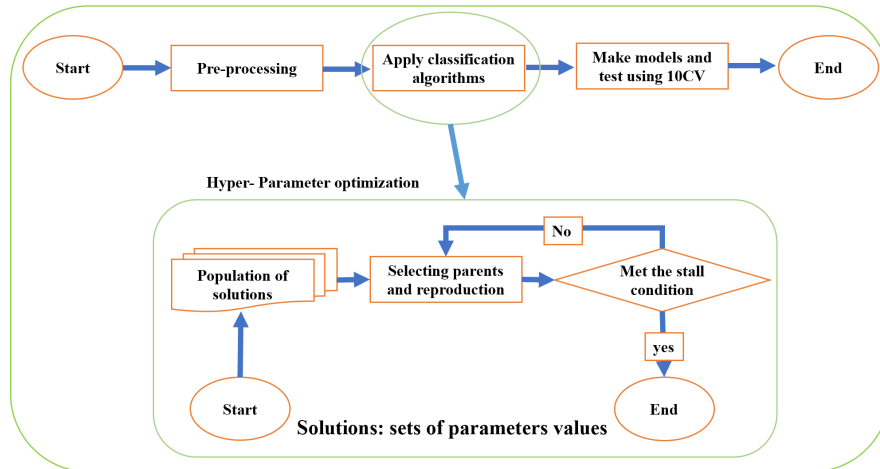 Start
Pre-processing
Apply classification
algorithms
Make models and
test using 10CV
End
Hyper- Parameter optimization
No
Population of
solutions
Selecting parents
and reproduction
Met the stall
condition
yes
Start
End
Solutions: sets of parameters values